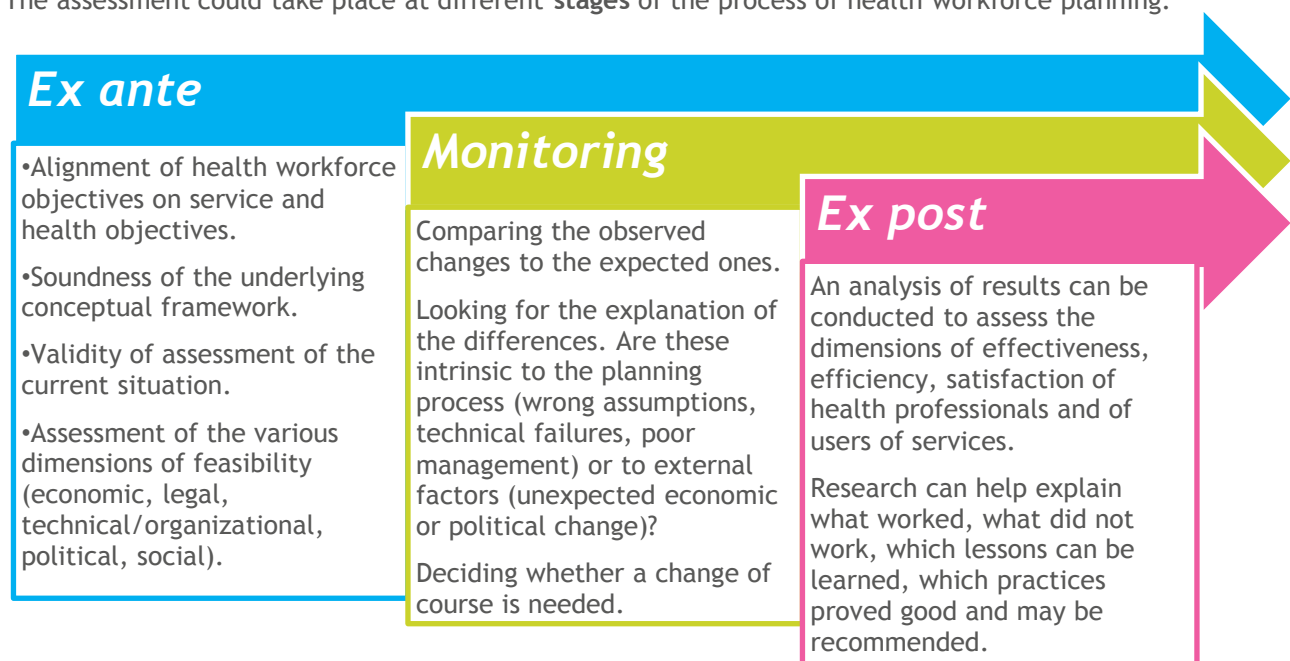 The assessment could take place at different stages of the process of health workforce planning.
Ex ante
•Alignment of health workforce
objectives on service and
health objectives.
•Soundness of the underlying
conceptual framework.
•Validity of assessment of the
current situation.
•Assessment of the various
dimensions of feasibility
(economic, legal,
technical/organizational,
political, social).
Monitoring
Comparing the observed
changes to the expected ones.
Looking for the explanation of
the differences. Are these
intrinsic to the planning
process (wrong assumptions,
technical failures, poor
management) or to external
factors (unexpected economic
or political change)?
Deciding whether a change of
course is needed.
Ex post
An analysis of results can be
conducted to assess the
dimensions of effectiveness,
efficiency, satisfaction of
health professionals and of
users of services.
Research can help explain
what worked, what did not
work, which lessons can be
learned, which practices
proved good and may be
recommended.